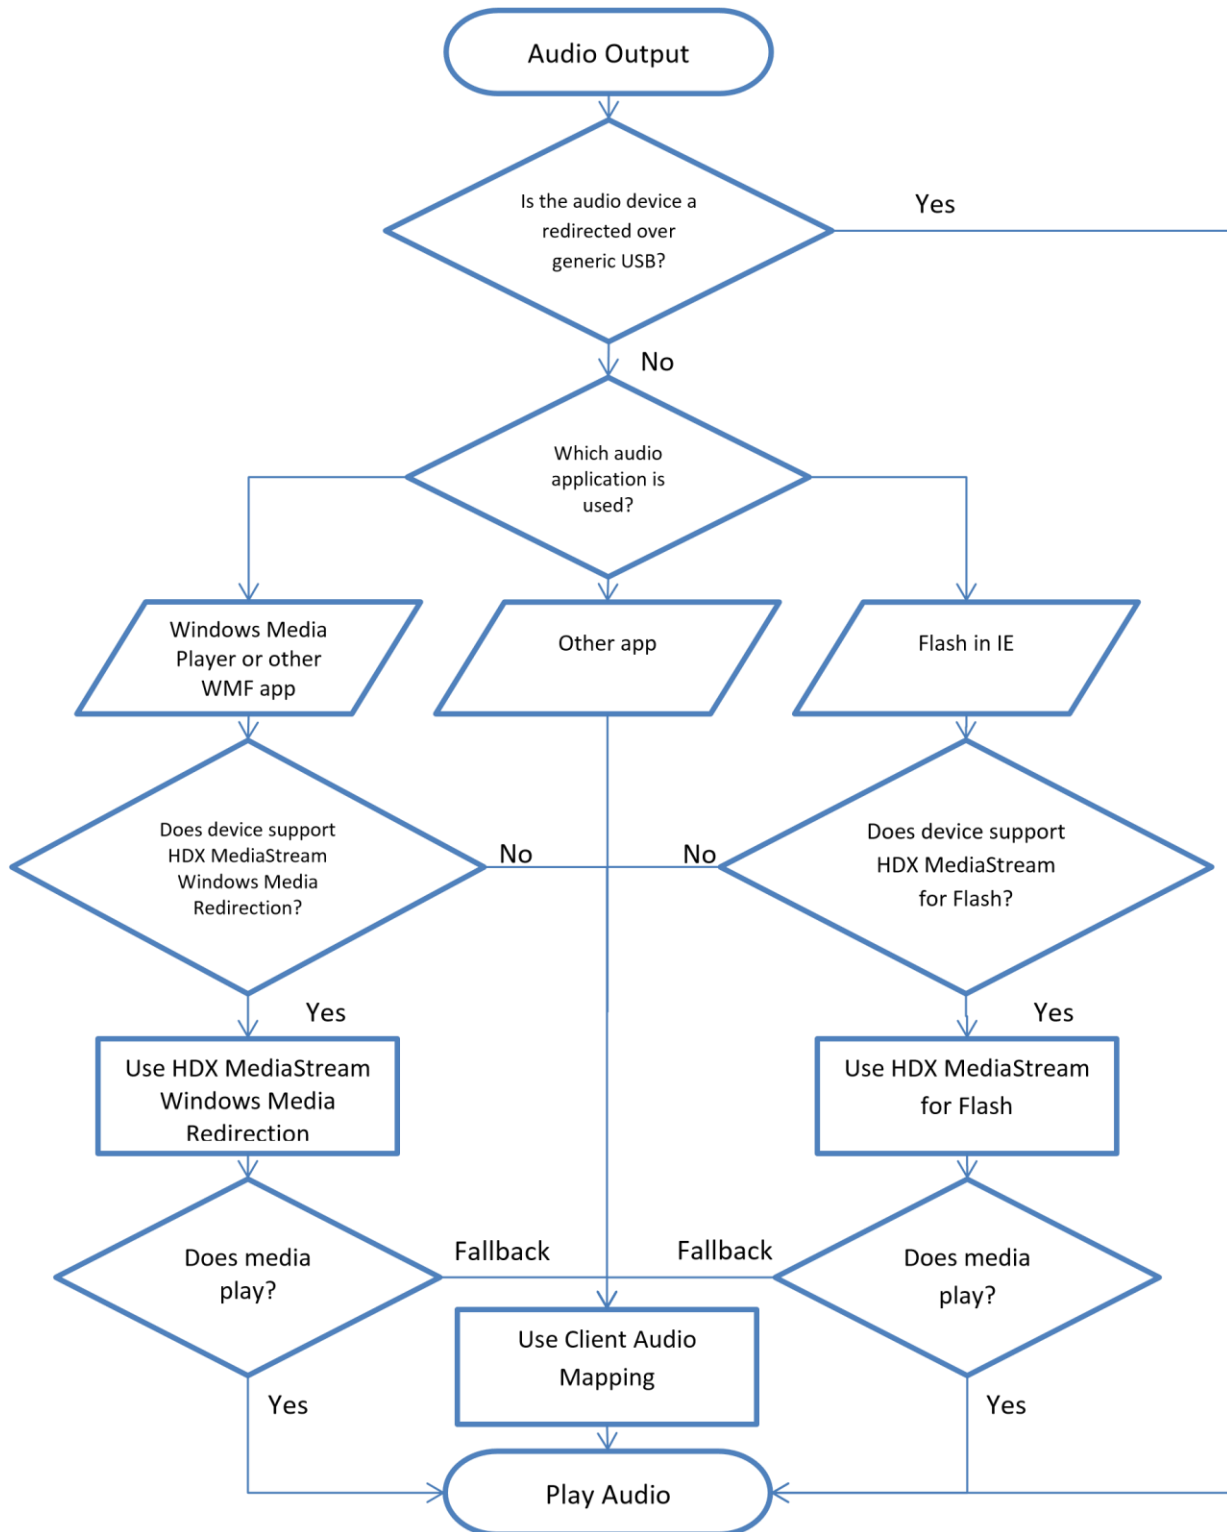 Audio Output
Is the audio device a
redirected over
generic USB?
Yes
No
Which audio
application is
used?
Windows Media
Player or other
WMF app
Other app
Flash in IE
Does device support
HDX MediaStream
Windows Media
Redirection?
No
No
Does device support
HDX MediaStream
for Flash?
Yes
Yes
Use HDX MediaStream
Windows Media
Redirection
Use HDX MediaStream
for Flash
Does media
play?
Fallback
Fallback
Does media
play?
Use Client Audio
Mapping
Yes
Yes
Play Audio